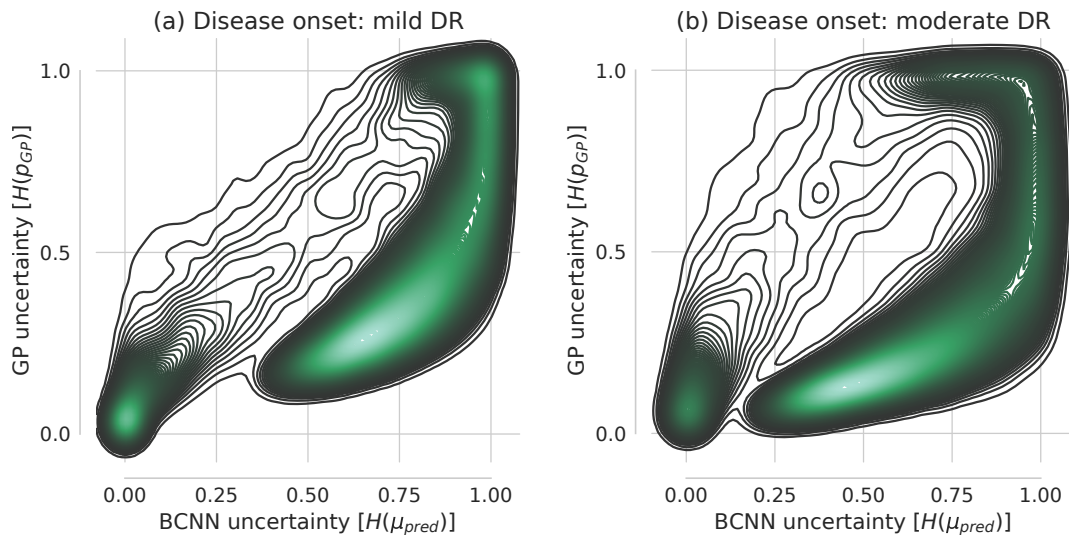 (a) Disease onset: mild DR
GP uncertainty [H(p_GP)]
1.0
0.5
0.0
0.00 0.25 0.50 0.75 1.00
BCNN uncertainty [H(μ_pred)]
(b) Disease onset: moderate DR
GP uncertainty [H(p_GP)]
1.0
0.5
0.0
0.00 0.25 0.50 0.75 1.00
BCNN uncertainty [H(μ_pred)]